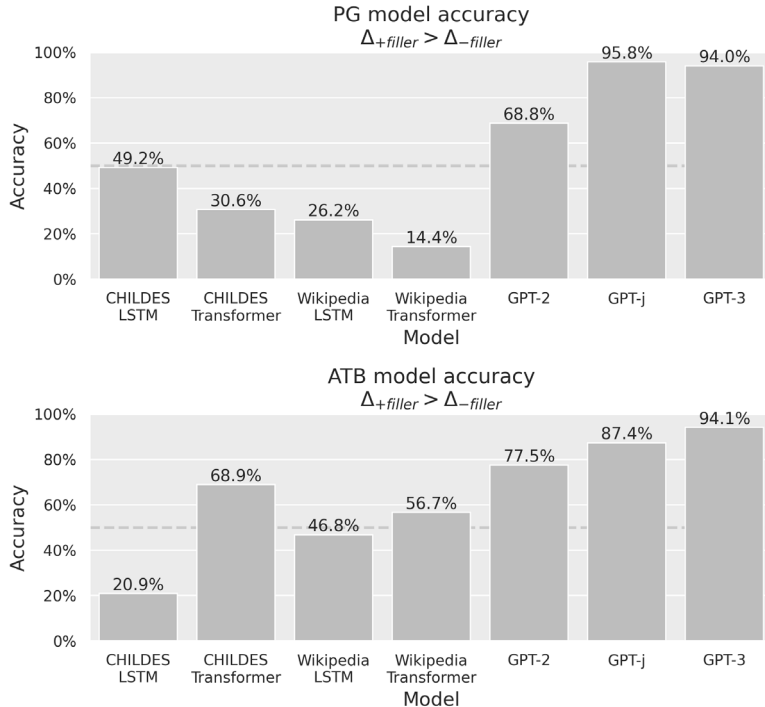 PG model accuracy
Δ+filler > Δ−filler
100%
80%
60%
40%
20%
0%
Accuracy
49.2%
30.6%
26.2%
14.4%
68.8%
95.8%
94.0%
CHILDES
LSTM
CHILDES
Transformer
Wikipedia
LSTM
Wikipedia
Transformer
GPT-2
GPT-j
GPT-3
Model
ATB model accuracy
Δ+filler > Δ−filler
100%
80%
60%
40%
20%
0%
Accuracy
20.9%
68.9%
46.8%
56.7%
77.5%
87.4%
94.1%
CHILDES
LSTM
CHILDES
Transformer
Wikipedia
LSTM
Wikipedia
Transformer
GPT-2
GPT-j
GPT-3
Model